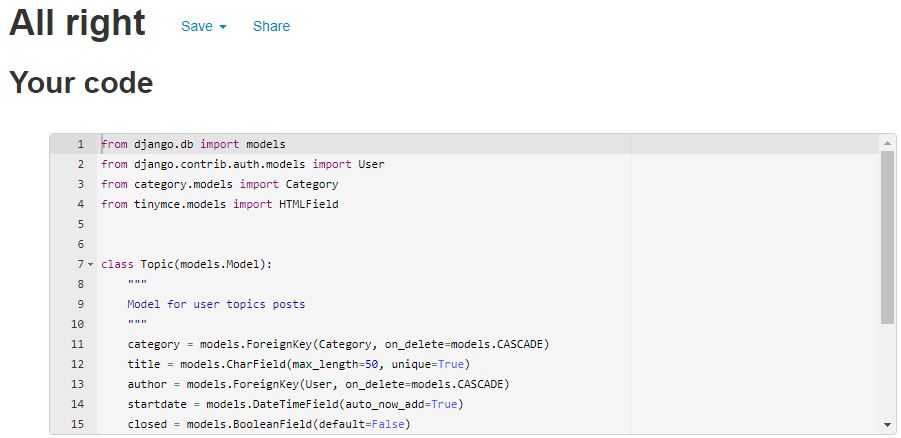 All right Save Share
Your code
1 from django.db import models
2 from django.contrib.auth.models import User
3 from category.models import Category
4 from tinymce.models import HTMLField
5
6
7 class Topic(models.Model):
8     """
9     Model for user topics posts
10     """
11     category = models.ForeignKey(Category, on_delete=models.CASCADE)
12     title = models.CharField(max_length=50, unique=True)
13     author = models.ForeignKey(User, on_delete=models.CASCADE)
14     startdate = models.DateTimeField(auto_now_add=True)
15     closed = models.BooleanField(default=False)